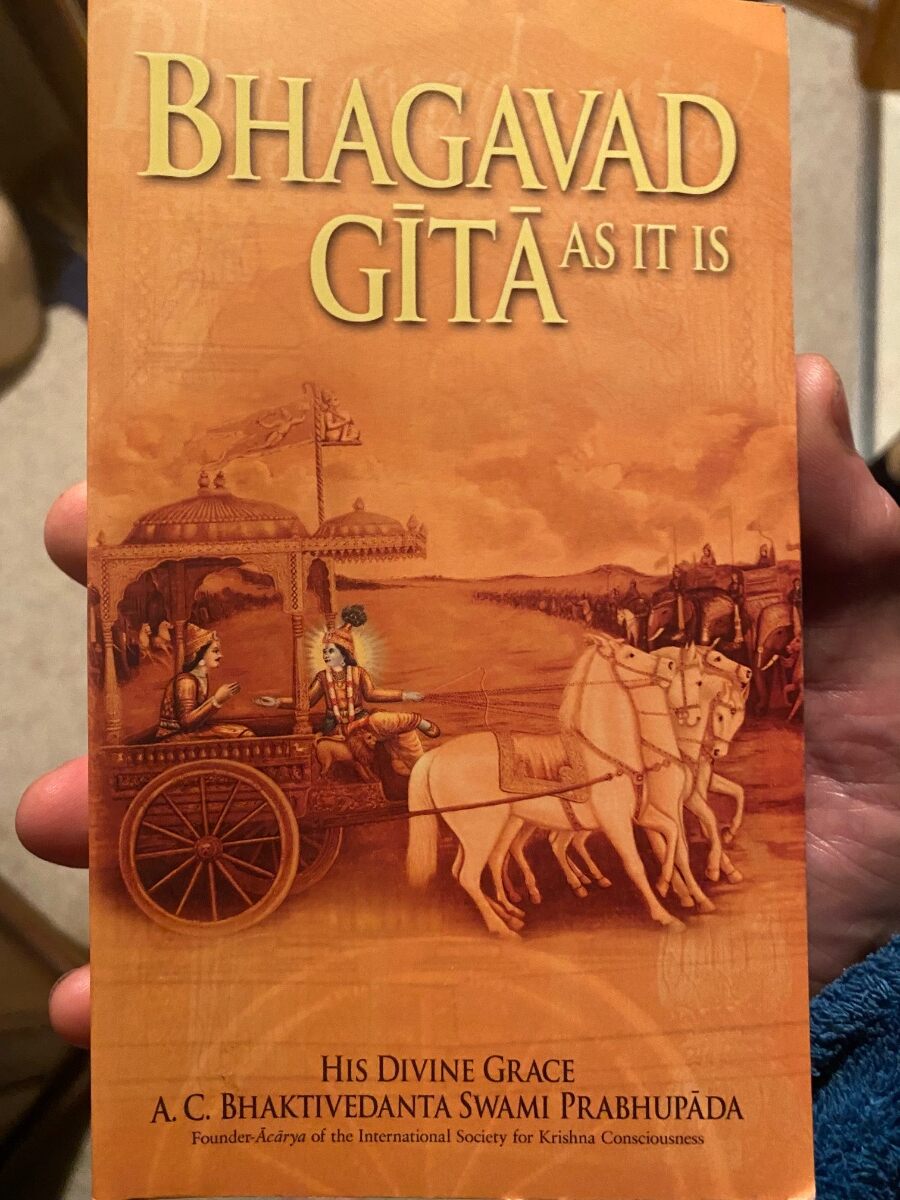 BHAGAVAD
GĪTĀ AS IT IS
HIS DIVINE GRACE
A. C. BHAKTIVEDANTA SWAMI PRABHUPĀDA
Founder-Ācārya of the International Society for Krishna Consciousness